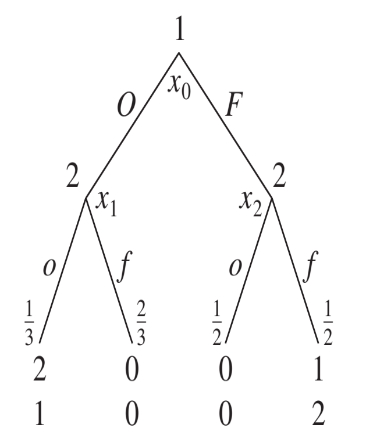 1
x₀
O F
2 2
x₁ x₂
o f o f
1/3 2/3 1/2 1/2
2 0 0 1
1 0 0 2